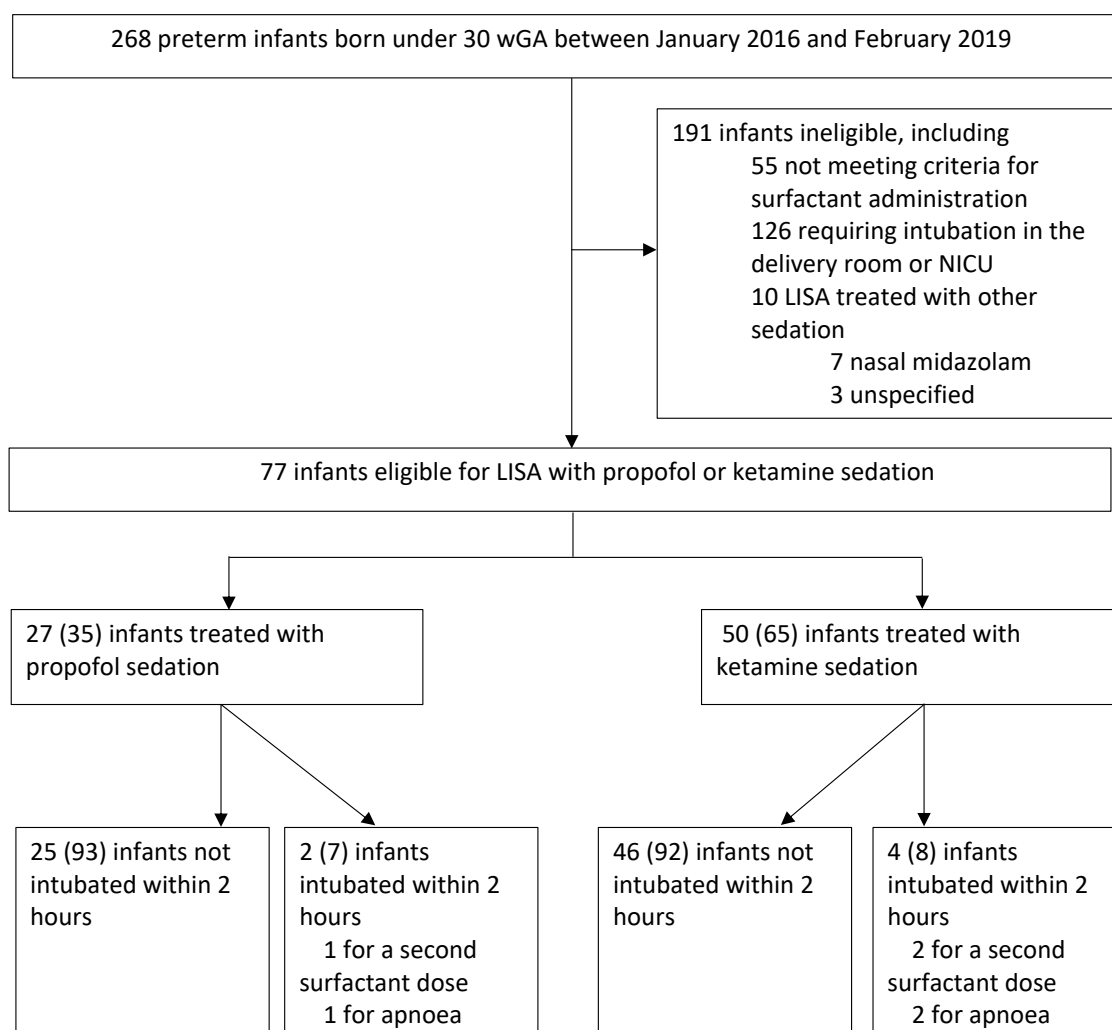 268 preterm infants born under 30 wGA between January 2016 and February 2019
191 infants ineligible, including
55 not meeting criteria for
surfactant administration
126 requiring intubation in the
delivery room or NICU
10 LISA treated with other
sedation
7 nasal midazolam
3 unspecified
77 infants eligible for LISA with propofol or ketamine sedation
27 (35) infants treated with
propofol sedation
50 (65) infants treated with
ketamine sedation
25 (93) infants not
intubated within 2
hours
2 (7) infants
intubated within 2
hours
1 for a second
surfactant dose
1 for apnoea
46 (92) infants not
intubated within 2
hours
4 (8) infants
intubated within 2
hours
2 for a second
surfactant dose
2 for apnoea